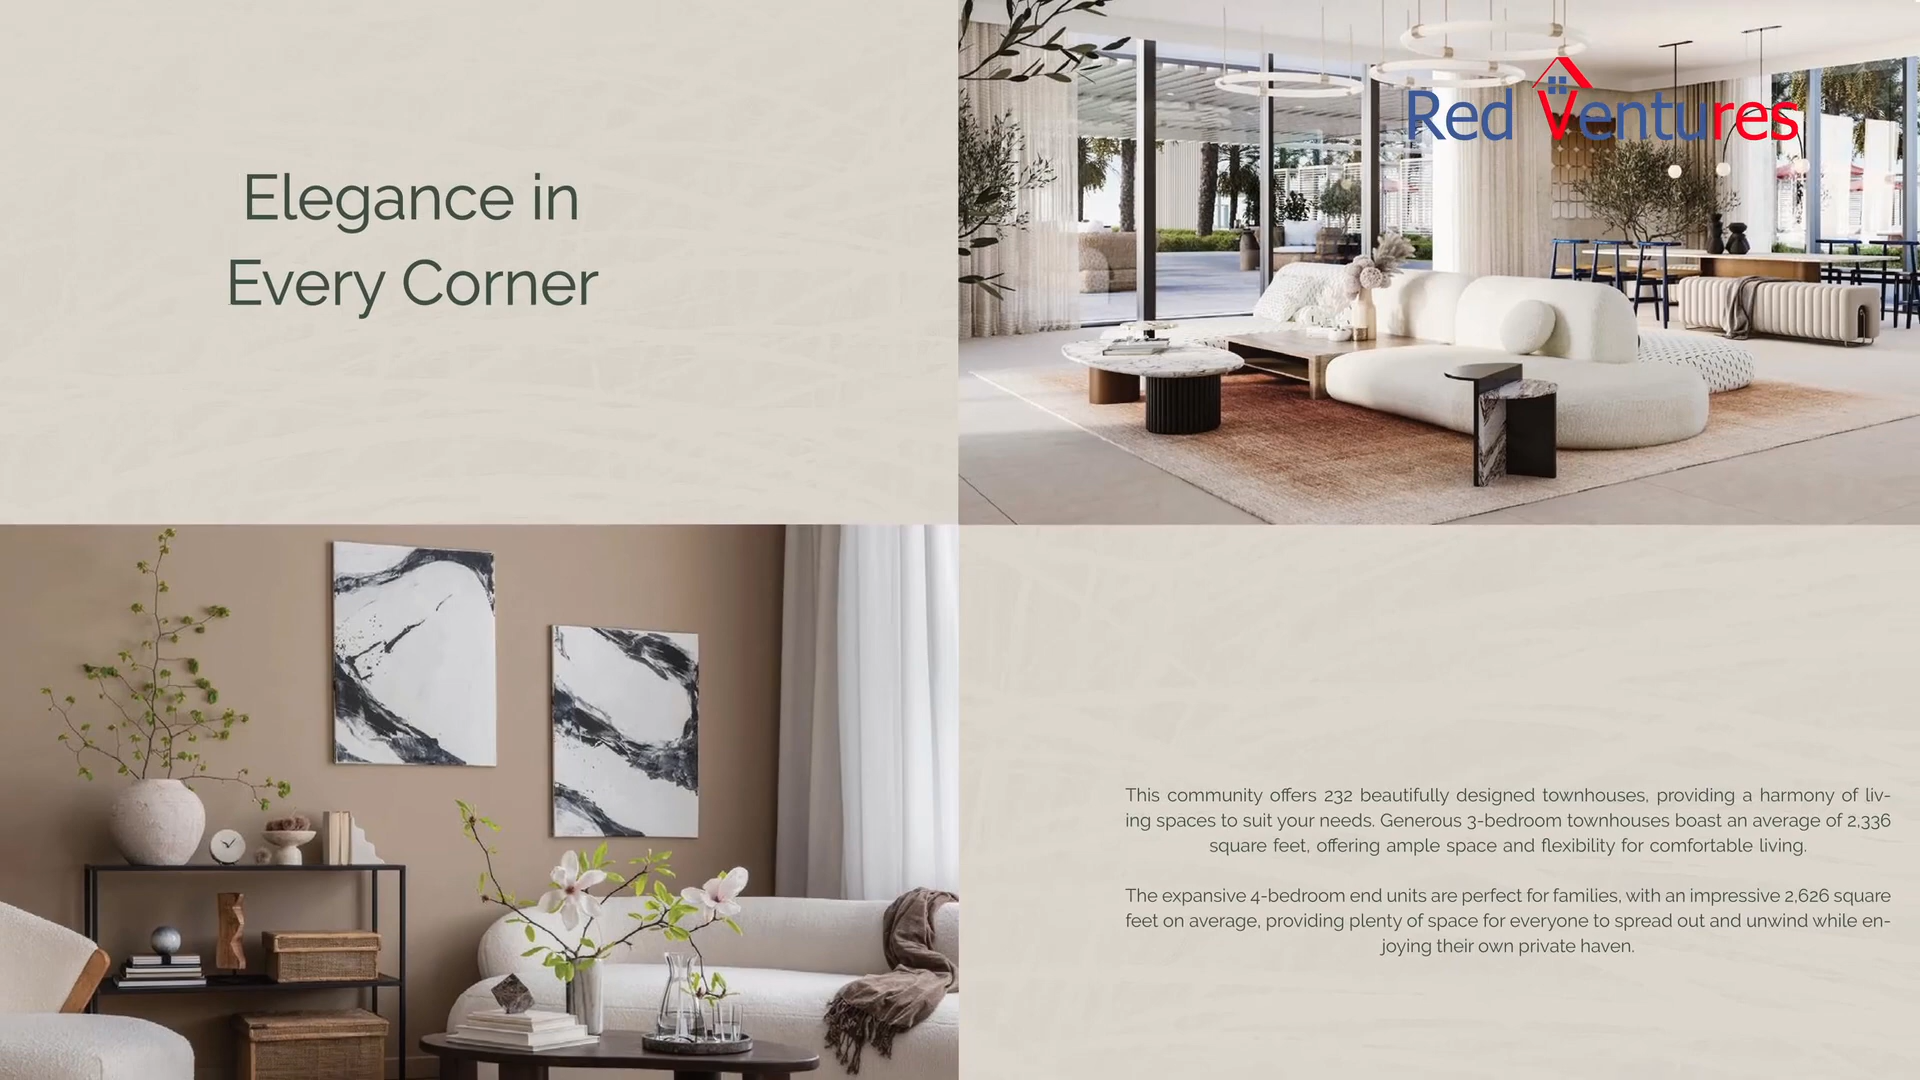 Elegance in
Every Corner
Red Ventures
This community offers 232 beautifully designed townhouses, providing a harmony of liv-
ing spaces to suit your needs. Generous 3-bedroom townhouses boast an average of 2,336
square feet, offering ample space and flexibility for comfortable living.
The expansive 4-bedroom end units are perfect for families, with an impressive 2,626 square
feet on average, providing plenty of space for everyone to spread out and unwind while en-
joying their own private haven.